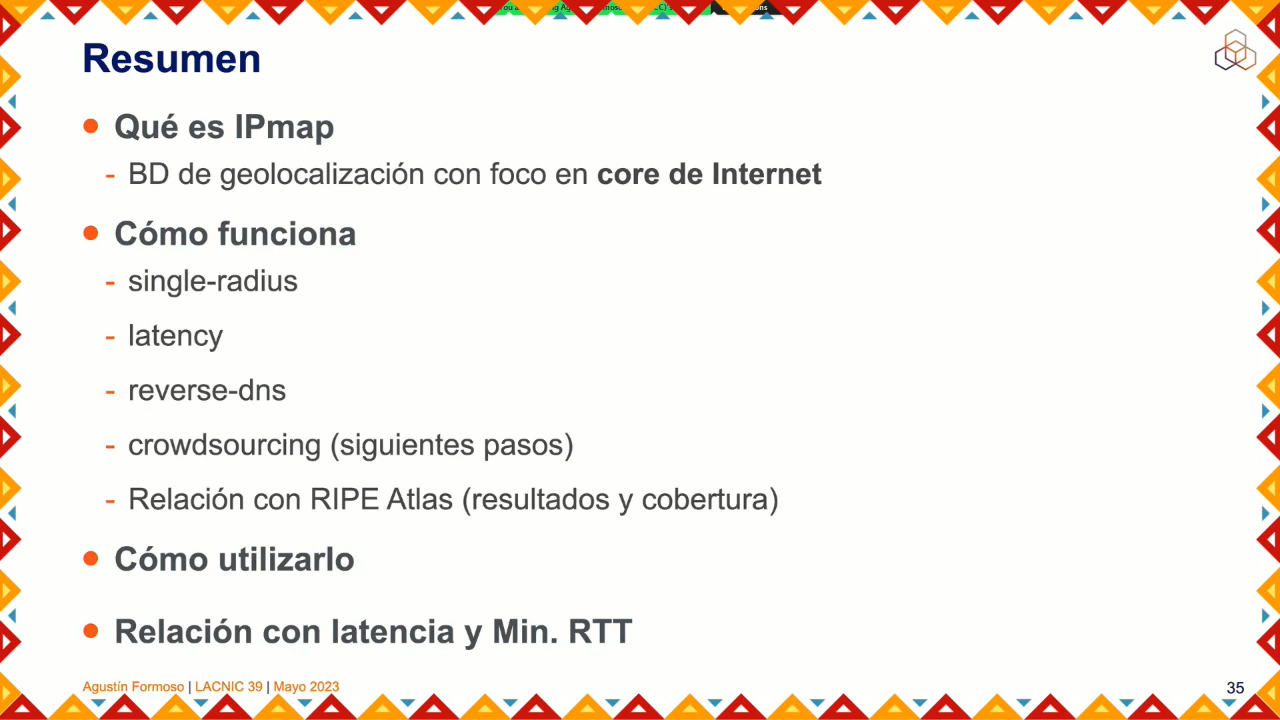 Resumen
Qué es IPmap
- BD de geolocalización con foco en core de Internet
Cómo funciona
- single-radius
- latency
- reverse-dns
- crowdsourcing (siguientes pasos)
- Relación con RIPE Atlas (resultados y cobertura)
Cómo utilizarlo
Relación con latencia y Min. RTT
Agustín Formoso | LACNIC 39 | Mayo 2023
35